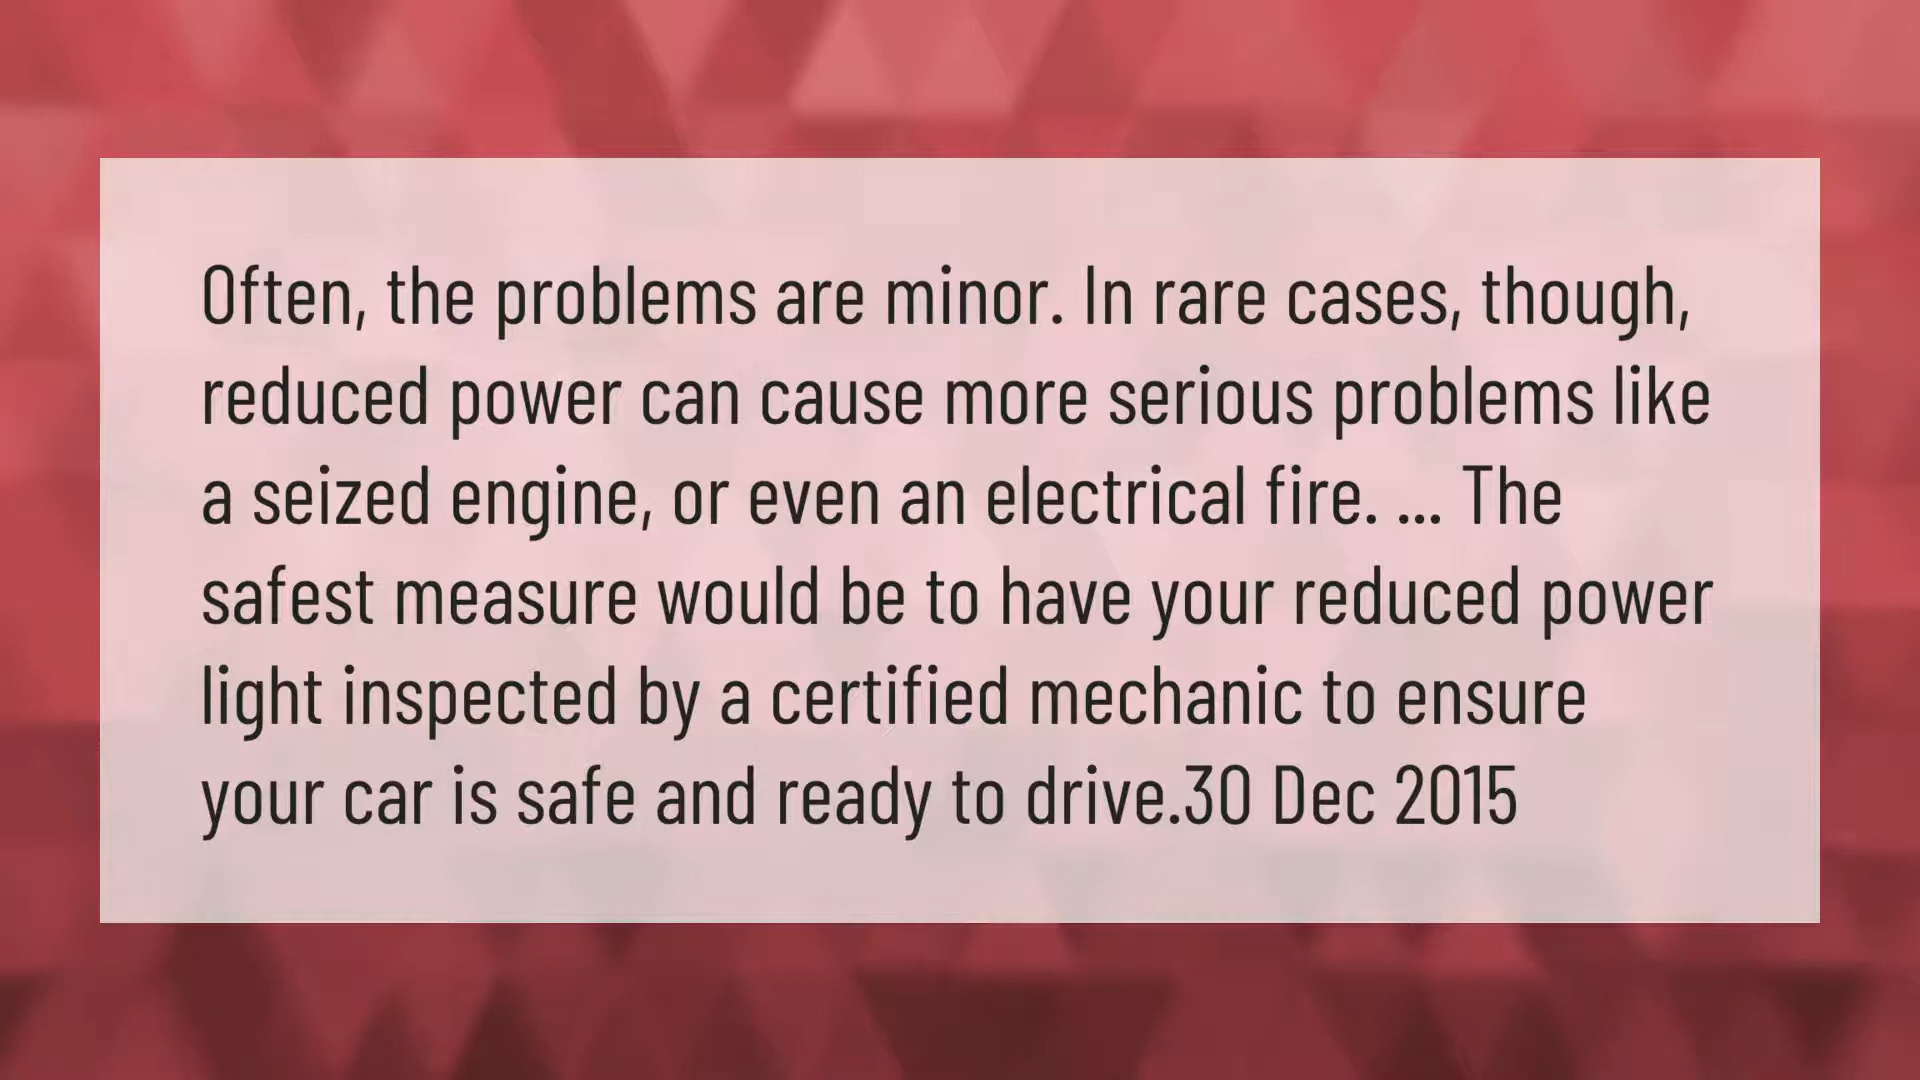 Often, the problems are minor. In rare cases, though,
reduced power can cause more serious problems like
a seized engine, or even an electrical fire. ... The
safest measure would be to have your reduced power
light inspected by a certified mechanic to ensure
your car is safe and ready to drive.30 Dec 2015